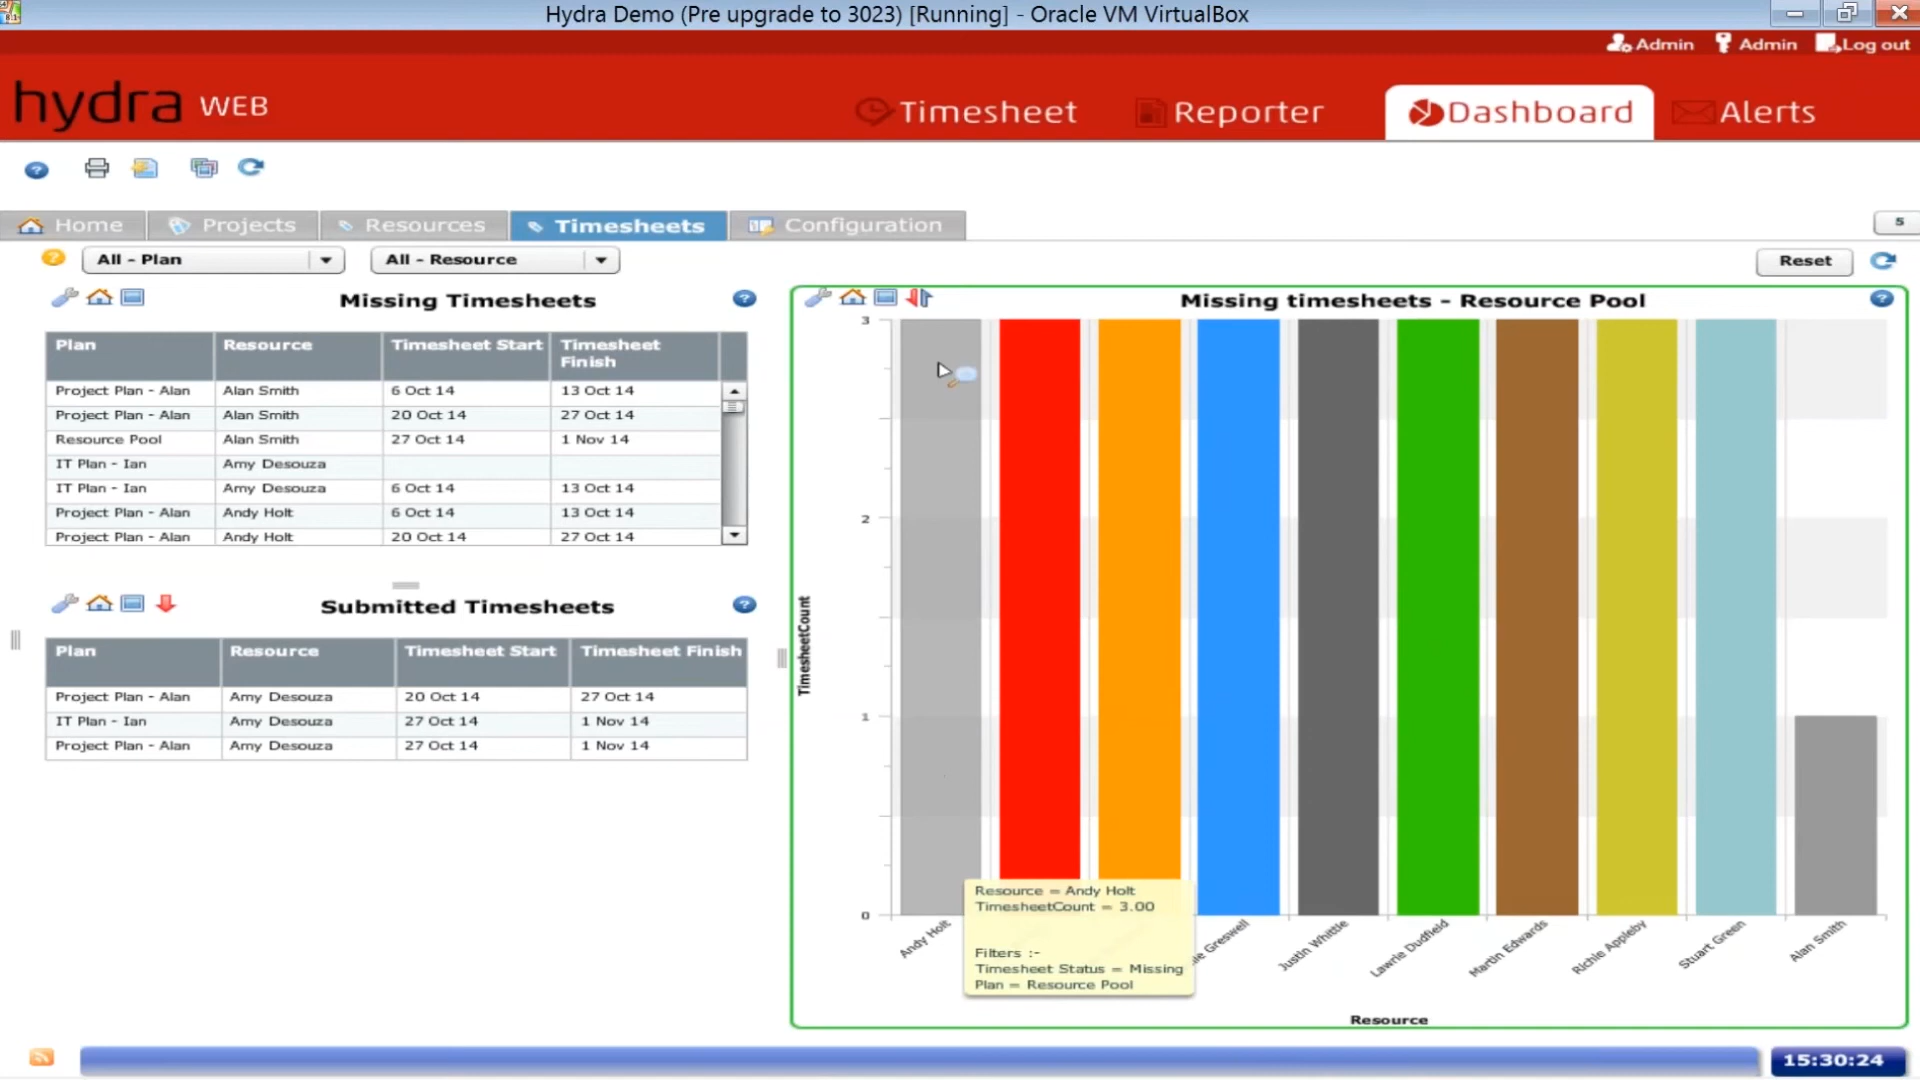 Hydra Demo (Pre upgrade to 3023) [Running] - Oracle VM VirtualBox
Admin Admin Log out
hydra WEB
Timesheet Reporter Dashboard Alerts
Home Projects Resources Timesheets Configuration 5
All - Plan All - Resource Reset
Missing Timesheets
Plan Resource Timesheet Start Timesheet Finish
Project Plan - Alan Alan Smith 6 Oct 14 13 Oct 14
Project Plan - Alan Alan Smith 20 Oct 14 27 Oct 14
Resource Pool Alan Smith 27 Oct 14 1 Nov 14
IT Plan - Ian Amy Desouza
IT Plan - Ian Amy Desouza 6 Oct 14 13 Oct 14
Project Plan - Alan Andy Holt 6 Oct 14 13 Oct 14
Project Plan - Alan Andy Holt 20 Oct 14 27 Oct 14
Submitted Timesheets
Plan Resource Timesheet Start Timesheet Finish
Project Plan - Alan Amy Desouza 20 Oct 14 27 Oct 14
IT Plan - Ian Amy Desouza 27 Oct 14 1 Nov 14
Project Plan - Alan Amy Desouza 27 Oct 14 1 Nov 14
Missing timesheets - Resource Pool
3
2
1
0
TimesheetCount
Resource = Andy Holt
TimesheetCount = 3.00
Filters :-
Timesheet Status = Missing
Plan = Resource Pool
Andy Holt
Greswell
Justin Whittle
Lawrie Dudfield
Martin Edwards
Richie Appleby
Stuart Green
Alan Smith
Resource
15:30:24